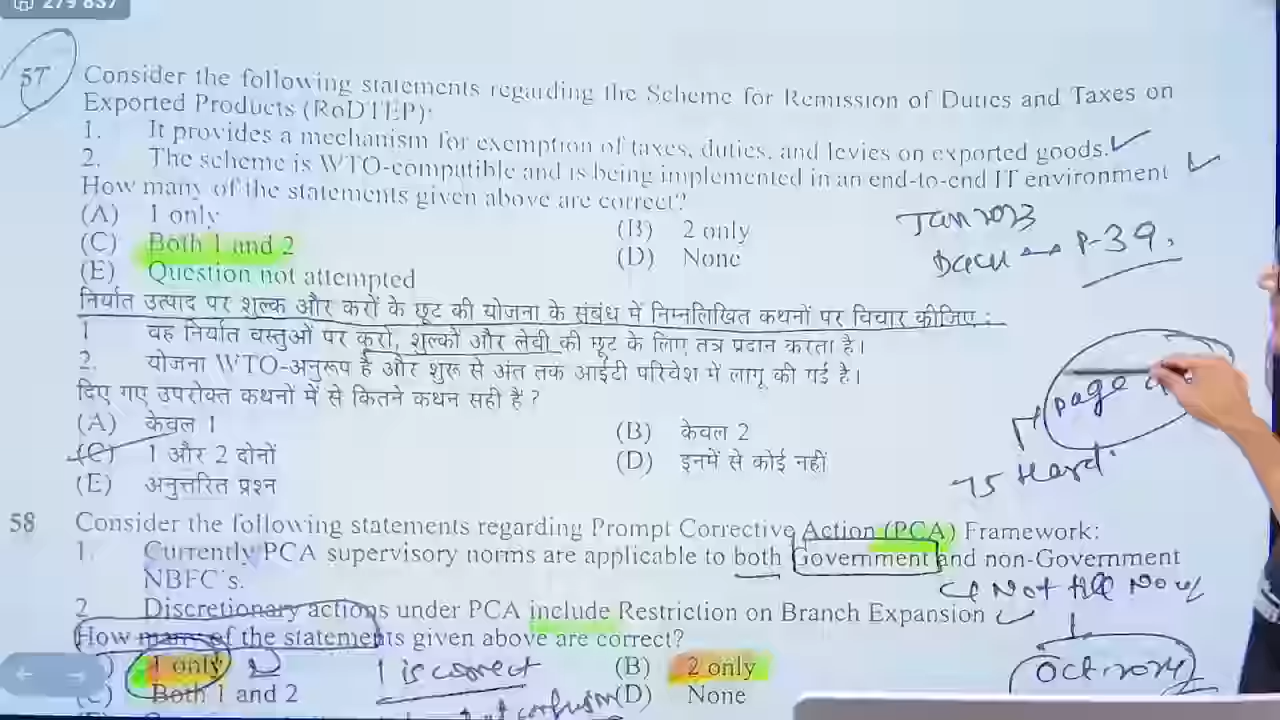 279 837
57 Consider the following statements regarding the Scheme for Remission of Duties and Taxes on
Exported Products (RoDTEP):
1. It provides a mechanism for exemption of taxes, duties, and levies on exported goods.
2. The scheme is WTO-computible and is being implemented in an end-to-end IT environment
How many of the statements given above are correct?
(A) 1 only (B) 2 only
(C) Both 1 and 2 (D) None
(E) Question not attempted
Jan 2023
P-39.
निर्यात उत्पाद पर शुल्क और करों के छूट की योजना के संबंध में निम्नलिखित कथनों पर विचार कीजिए :
1 वह निर्यात वस्तुओं पर करों, शुल्कों और लेवी की छूट के लिए तंत्र प्रदान करता है।
2. योजना WTO-अनुरूप है और शुरू से अंत तक आईटी परिवेश में लागू की गई है।
दिए गए उपरोक्त कथनों में से कितने कथन सही हैं ?
(A) केवल 1 (B) केवल 2
(C) 1 और 2 दोनों (D) इनमें से कोई नहीं
(E) अनुत्तरित प्रश्न
page
75 Hard.
58 Consider the following statements regarding Prompt Corrective Action (PCA) Framework:
1. Currently PCA supervisory norms are applicable to both Government and non-Government
NBFC's.
Not till Now
2 Discretionary actions under PCA include Restriction on Branch Expansion
How many of the statements given above are correct?
1 only (B) 2 only
1 is correct
Oct-2024
Both 1 and 2 (D) None